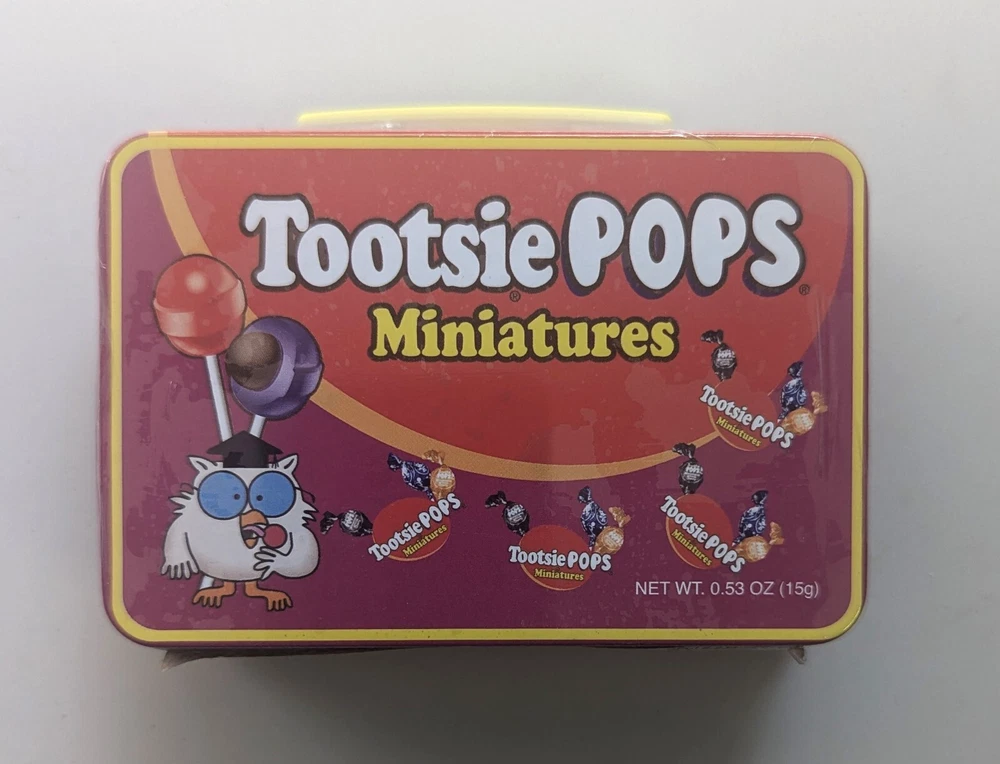 Tootsie POPS®
®
Miniatures
Tootsie POPS
Miniatures
Tootsie POPS
Miniatures
Tootsie POPS
Miniatures
Tootsie POPS
Miniatures
NET WT. 0.53 OZ (15g)